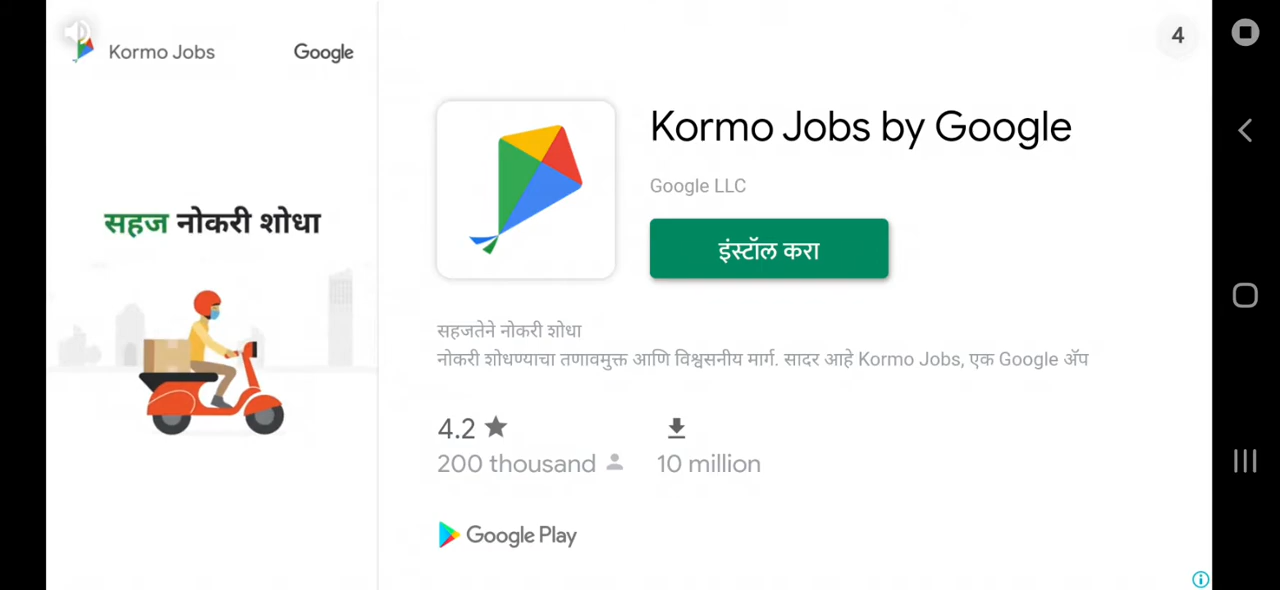 Kormo Jobs
Google
सहज नोकरी शोधा
4
Kormo Jobs by Google
Google LLC
इंस्टॉल करा
सहजतेने नोकरी शोधा
नोकरी शोधण्याचा तणावमुक्त आणि विश्वसनीय मार्ग. सादर आहे Kormo Jobs, एक Google ॲप
4.2
200 thousand
10 million
Google Play